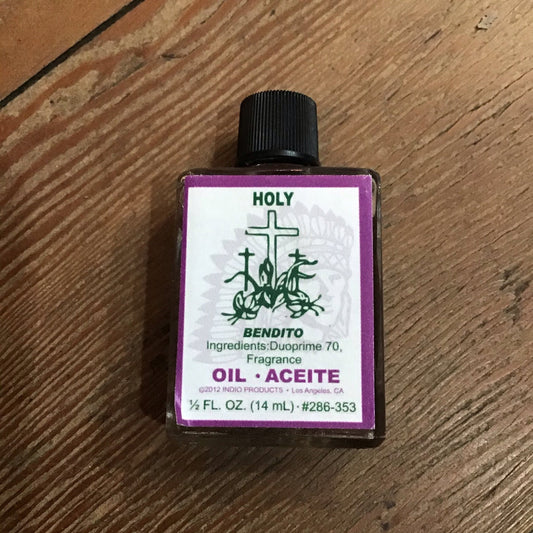 HOLY
BENDITO
Ingredients:Duoprime 70,
Fragrance
OIL · ACEITE
©2012 INDIO PRODUCTS • Los Angeles, CA
½ FL. OZ. (14 mL) · #286-353